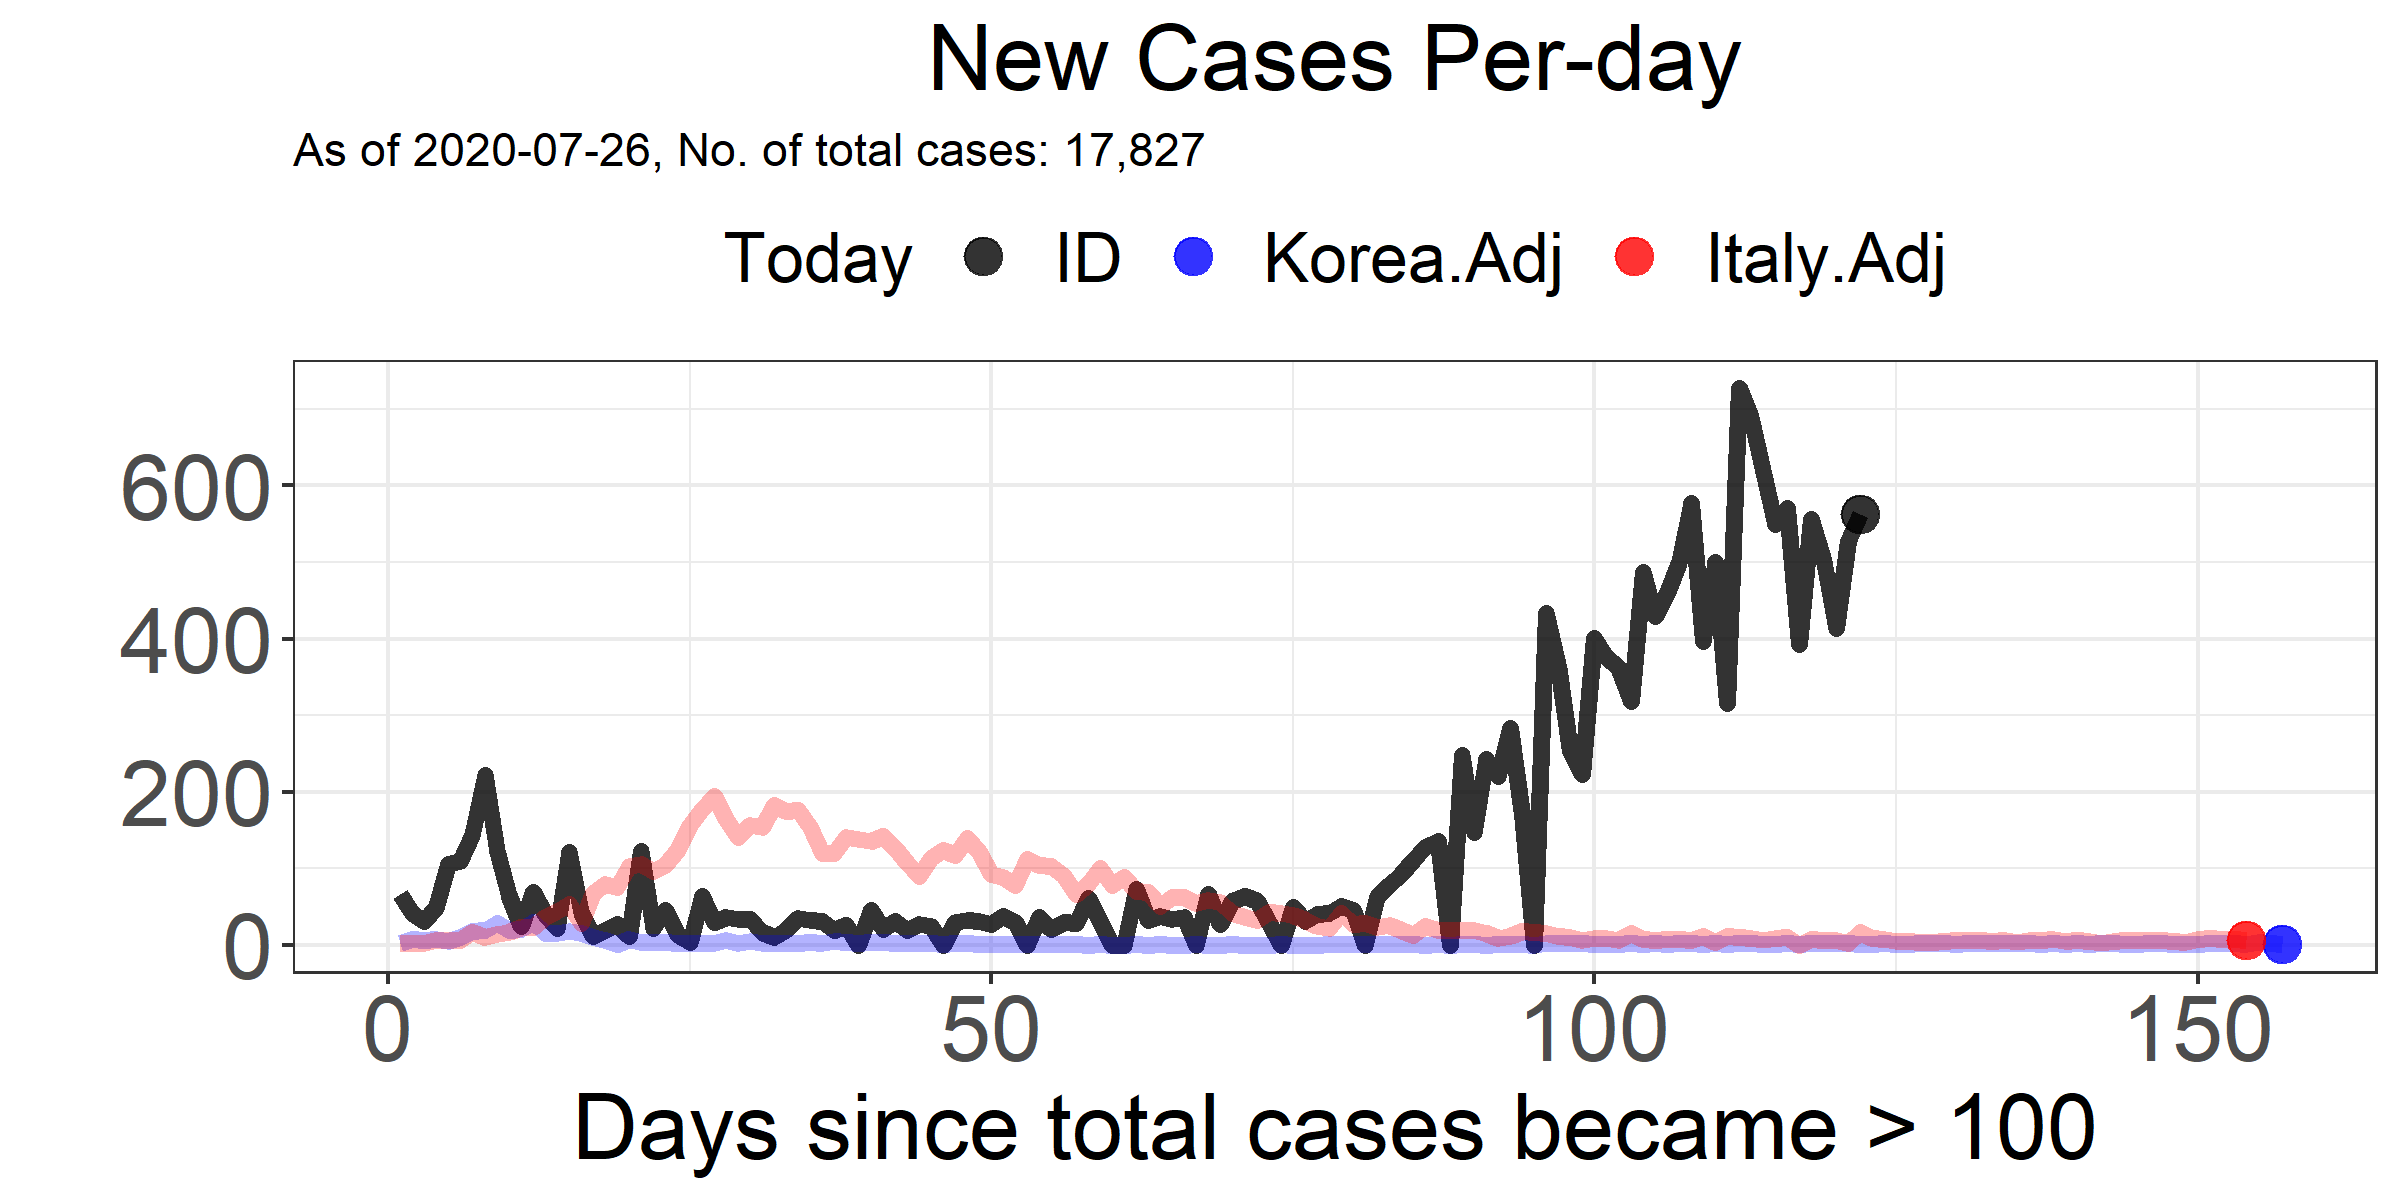 New Cases Per-day
As of 2020-07-26, No. of total cases: 17,827
Today ID Korea.Adj Italy.Adj
600
400
200
0
0 50 100 150
Days since total cases became > 100